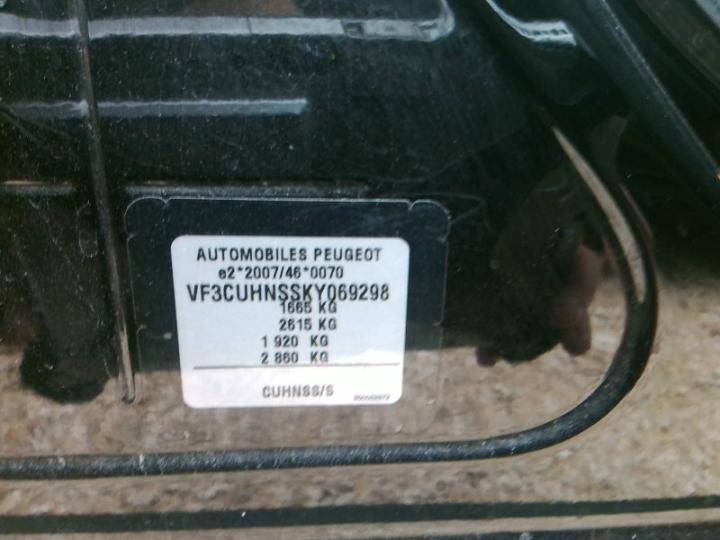 AUTOMOBILES PEUGEOT
e2*2007/46*0070
VF3CUHNSSKY069298
1665 KG
2615 KG
1 920 KG
2 860 KG
CUHNSS/S